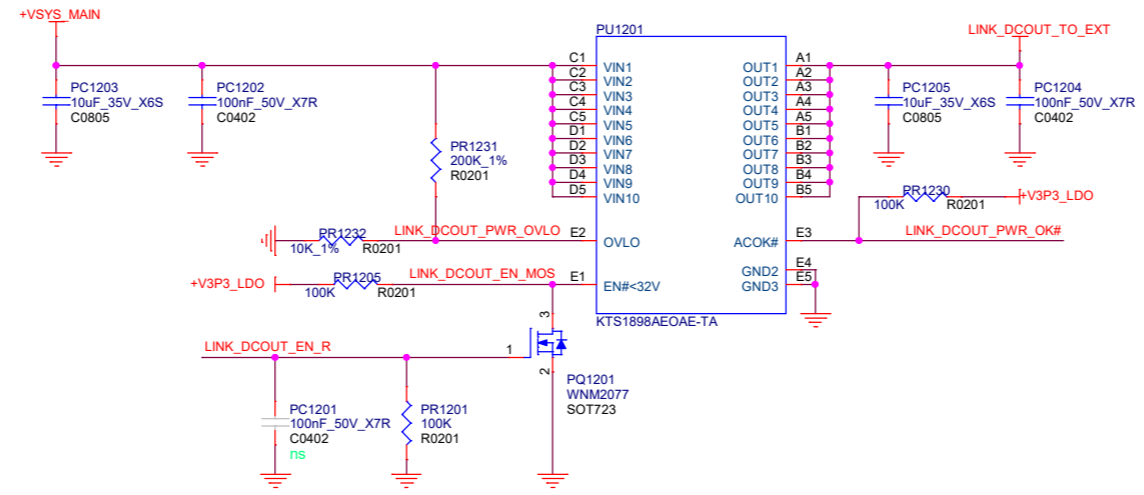 +VSYS_MAIN
LINK_DCOUT_TO_EXT
PU1201
C1 VIN1 OUT1 A1
C2 VIN2 OUT2 A2
C3 VIN3 OUT3 A3
C4 VIN4 OUT4 A4
C5 VIN5 OUT5 A5
D1 VIN6 OUT6 B1
D2 VIN7 OUT7 B2
D3 VIN8 OUT8 B3
D4 VIN9 OUT9 B4
D5 VIN10 OUT10 B5
PC1203
10uF_35V_X6S
C0805
PC1202
100nF_50V_X7R
C0402
PC1205
10uF_35V_X6S
C0805
PC1204
100nF_50V_X7R
C0402
PR1231
200K_1%
R0201
PR1230
100K
R0201
+V3P3_LDO
PR1232
10K_1%
R0201
LINK_DCOUT_PWR_OVLO
E2 OVLO ACOK# E3
LINK_DCOUT_PWR_OK#
+V3P3_LDO
PR1205
100K
R0201
LINK_DCOUT_EN_MOS
E1 EN#<32V
GND2 E4
GND3 E5
KTS1898AEOAE-TA
LINK_DCOUT_EN_R
1
3
2
PQ1201
WNM2077
SOT723
PC1201
100nF_50V_X7R
C0402
ns
PR1201
100K
R0201